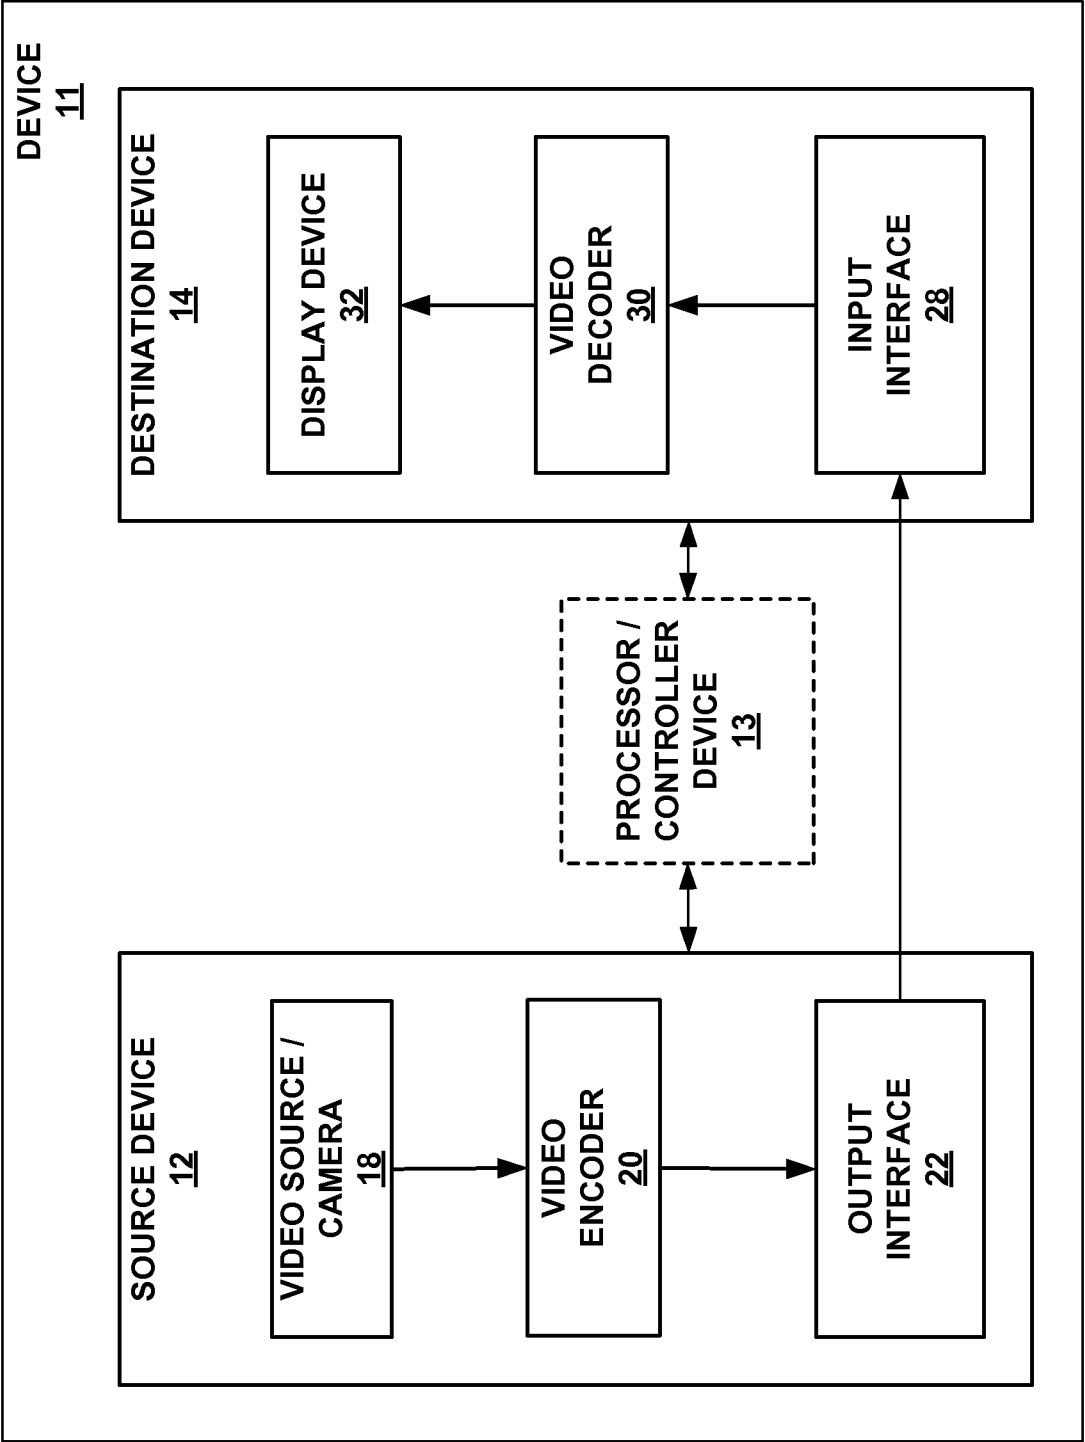 DEVICE
11
SOURCE DEVICE
12
VIDEO SOURCE /
CAMERA
18
VIDEO
ENCODER
20
OUTPUT
INTERFACE
22
PROCESSOR /
CONTROLLER
DEVICE
13
DESTINATION DEVICE
14
DISPLAY DEVICE
32
VIDEO
DECODER
30
INPUT
INTERFACE
28